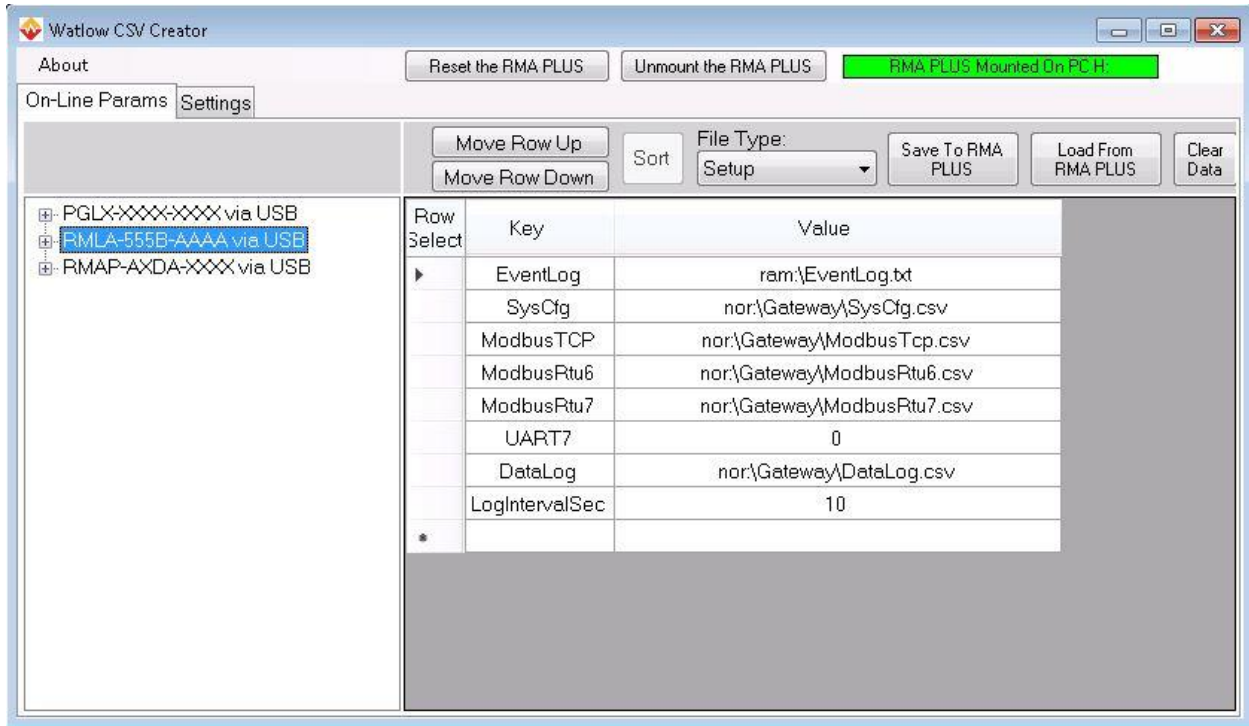 Watlow CSV Creator
About
Reset the RMA PLUS
Unmount the RMA PLUS
RMA PLUS Mounted On PC H:
On-Line Params
Settings
Move Row Up
Move Row Down
Sort
File Type:
Setup
Save To RMA
PLUS
Load From
RMA PLUS
Clear
Data
PGLX-XXXX-XXXX via USB
RMLA-555B-AAAA via USB
RMAP-AXDA-XXXX via USB
Row
Select
Key
Value
EventLog
ram:\EventLog.txt
SysCfg
nor:\Gateway\SysCfg.csv
ModbusTCP
nor:\Gateway\ModbusTcp.csv
ModbusRtu6
nor:\Gateway\ModbusRtu6.csv
ModbusRtu7
nor:\Gateway\ModbusRtu7.csv
UART7
0
DataLog
nor:\Gateway\DataLog.csv
LogIntervalSec
10